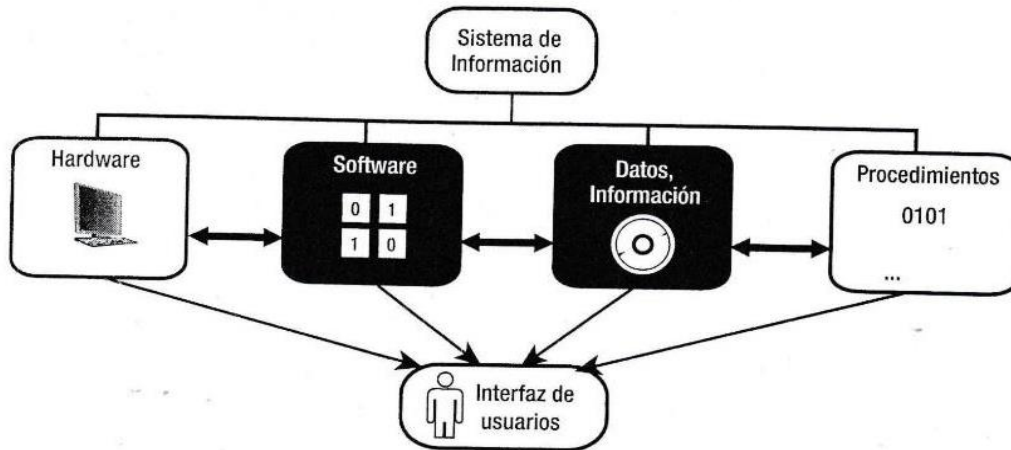 Sistema de
Información
Hardware
Software
0 1
1 0
Datos,
Información
Procedimientos
0101
...
Interfaz de
usuarios